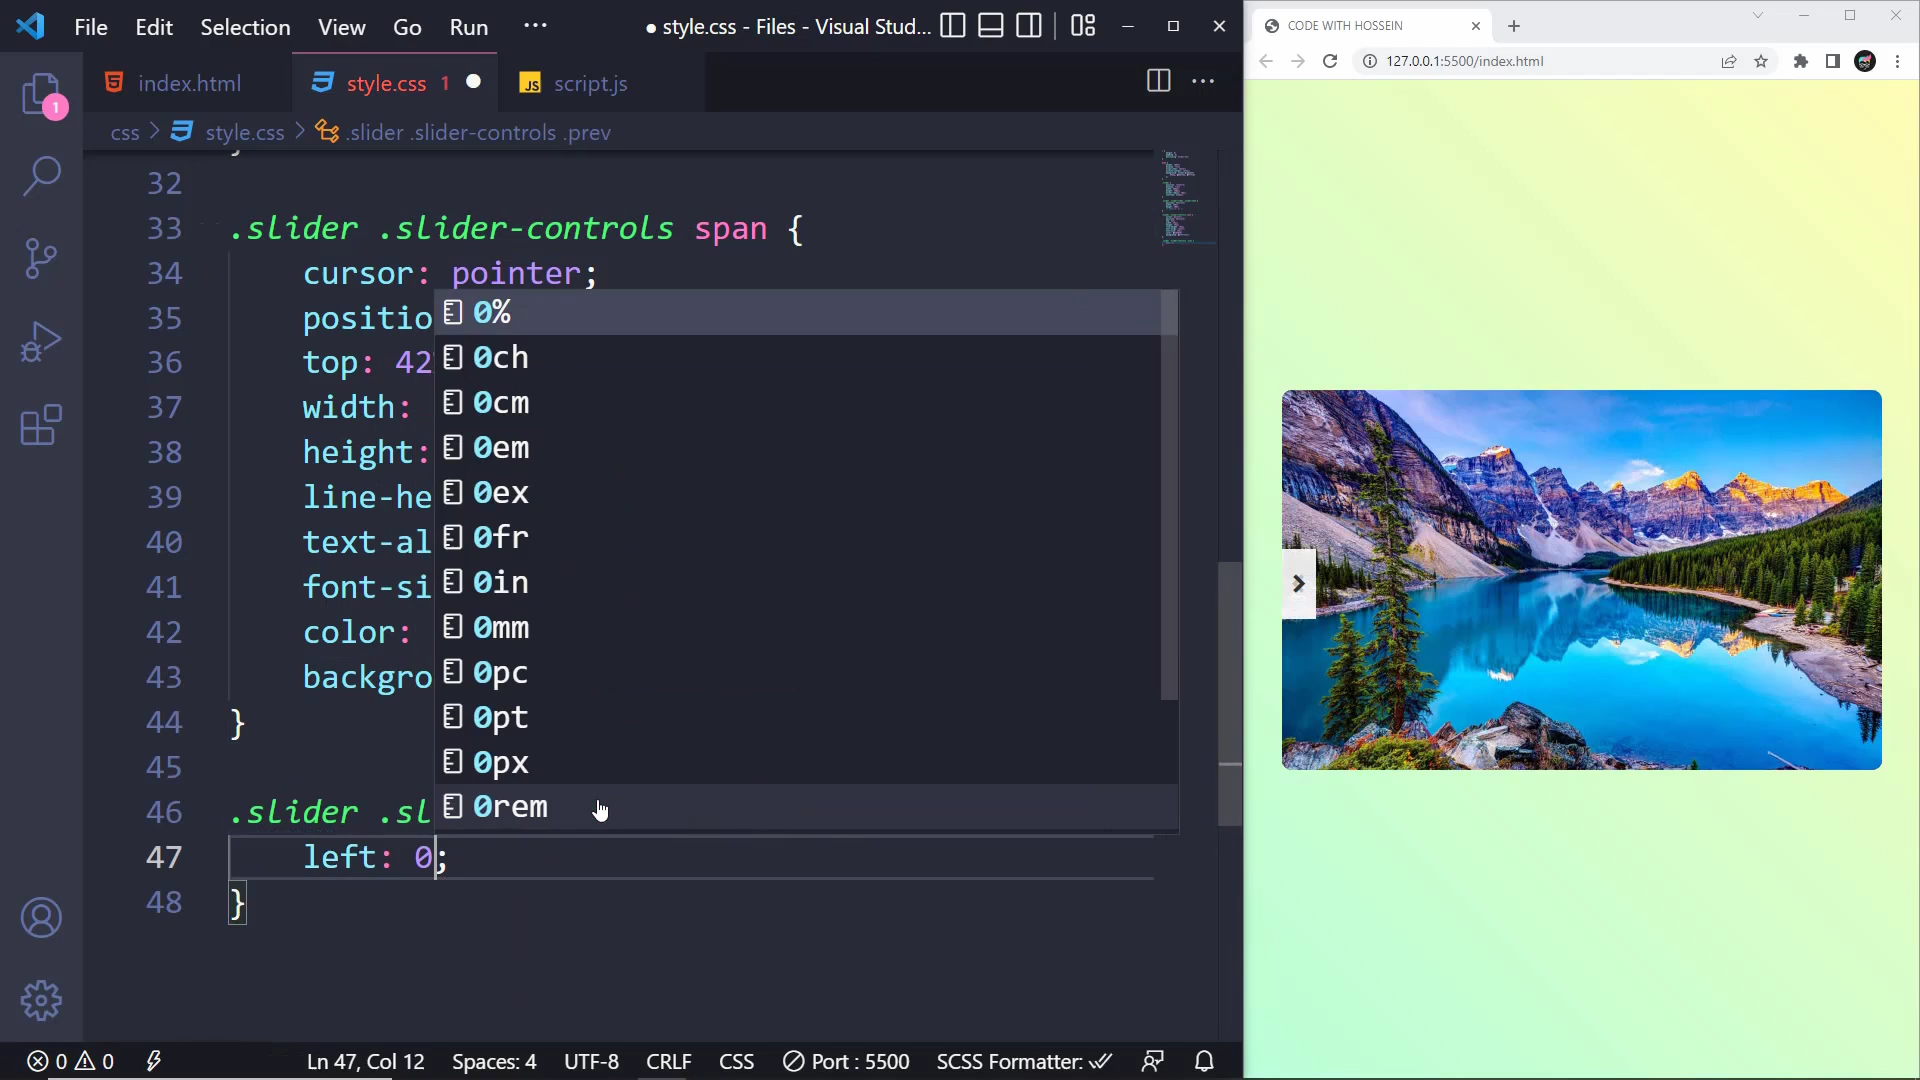 File Edit Selection View Go Run ··· ● style.css - Files - Visual Stud...
index.html style.css 1 JS script.js
1
css > style.css > .slider .slider-controls .prev
32
33 .slider .slider-controls span {
34 cursor: pointer;
35 positio
36 top: 42
37 width:
38 height:
39 line-he
40 text-al
41 font-si
42 color:
43 backgro
44 }
45
46 .slider .sl
47 left: 0;
48 }
0%
0ch
0cm
0em
0ex
0fr
0in
0mm
0pc
0pt
0px
0rem
0 0 Ln 47, Col 12 Spaces: 4 UTF-8 CRLF CSS Port : 5500 SCSS Formatter:
CODE WITH HOSSEIN
127.0.0.1:5500/index.html